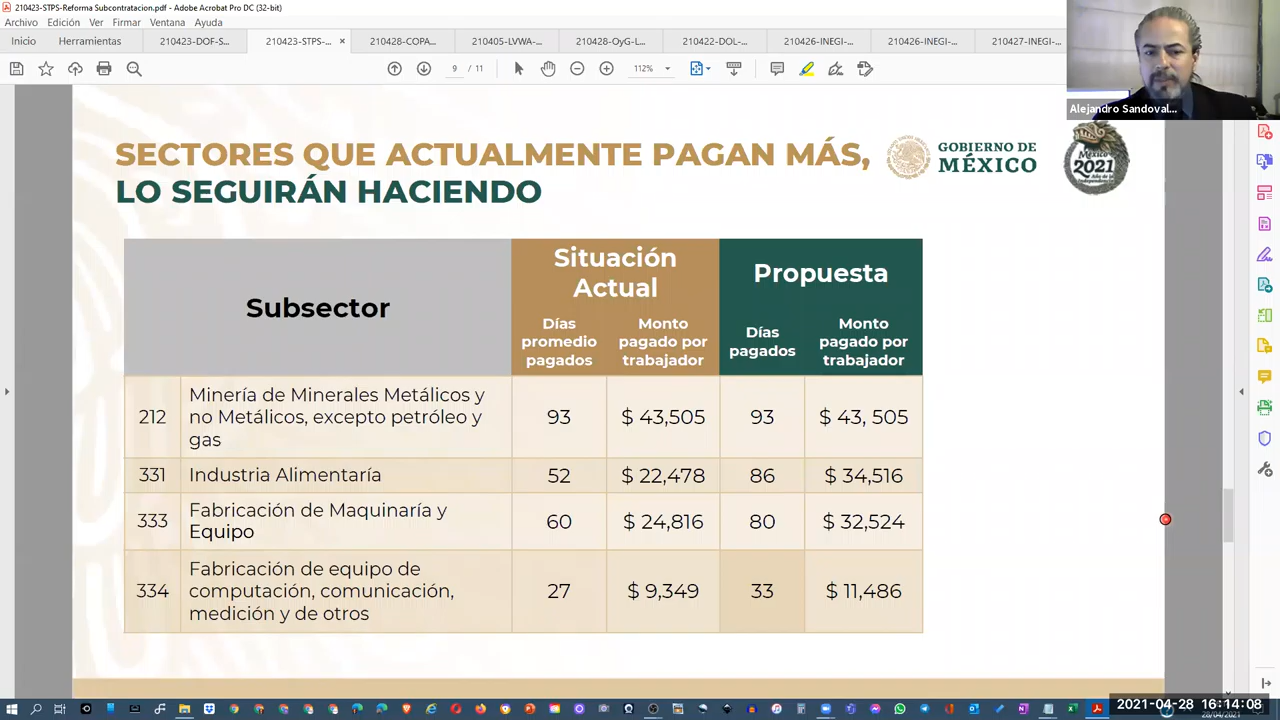 210423-STPS-Reforma Subcontratacion.pdf - Adobe Acrobat Pro DC (32-bit)
Archivo Edición Ver Firmar Ventana Ayuda
Inicio Herramientas 210423-DOF-S... 210423-STPS-... × 210428-COPA... 210405-LVWA-... 210428-OyG-L... 210422-DOL-... 210426-INEGI-... 210426-INEGI-... 210427-INEGI-...
9 / 11 112%
Alejandro Sandoval...
SECTORES QUE ACTUALMENTE PAGAN MÁS,
LO SEGUIRÁN HACIENDO
GOBIERNO DE
MÉXICO
México
2021
Subsector
Situación
Actual
Propuesta
Días
promedio
pagados
Monto
pagado por
trabajador
Días
pagados
Monto
pagado por
trabajador
212
Minería de Minerales Metálicos y
no Metálicos, excepto petróleo y
gas
93 $ 43,505 93 $ 43, 505
331 Industria Alimentaría 52 $ 22,478 86 $ 34,516
333
Fabricación de Maquinaría y
Equipo
60 $ 24,816 80 $ 32,524
334
Fabricación de equipo de
computación, comunicación,
medición y de otros
27 $ 9,349 33 $ 11,486
2021-04-28 16:14:08
28/04/2021